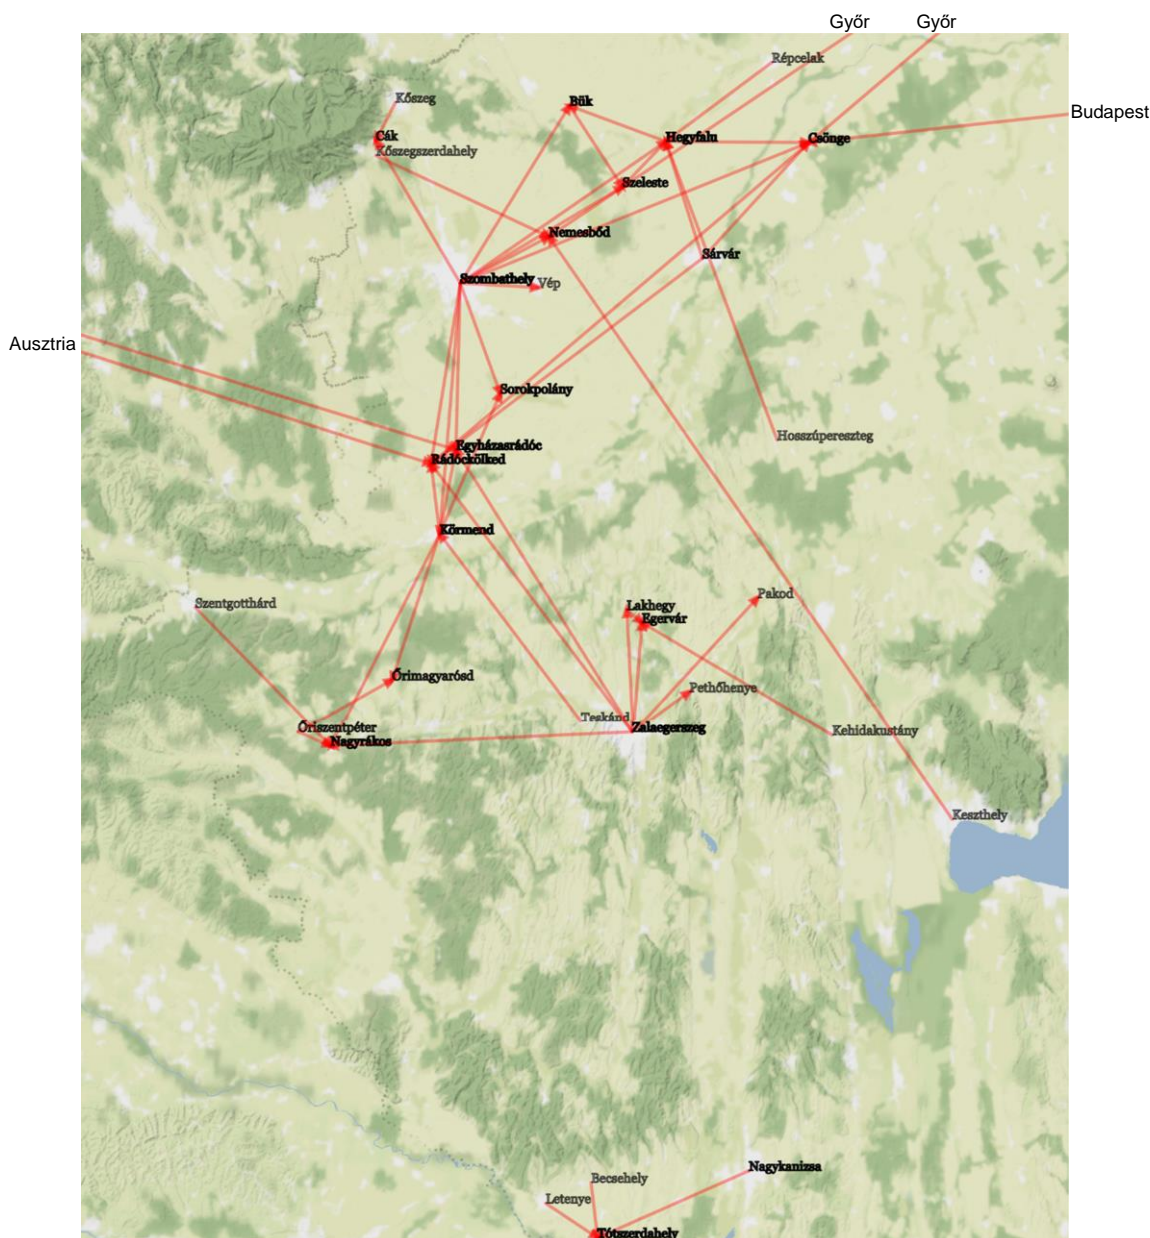 Győr
Győr
Répcelak
Kőszeg
Bük
Budapest
Cák
Hegyfalu
Csönge
Kőszegszerdahely
Szeleste
Nemesbőd
Sárvár
Szombathely
Vép
Ausztria
Sorokpolány
Hosszúpereszteg
Egyházasrádóc
Rádóckölked
Körmend
Pakod
Szentgotthárd
Lakhegy
Egervár
Őrimagyarósd
Pethőhenye
Teskánd
Őriszentpéter
Zalaegerszeg
Kehidakustány
Nagyrákos
Keszthely
Nagykanizsa
Becsehely
Letenye
Tótszerdahely